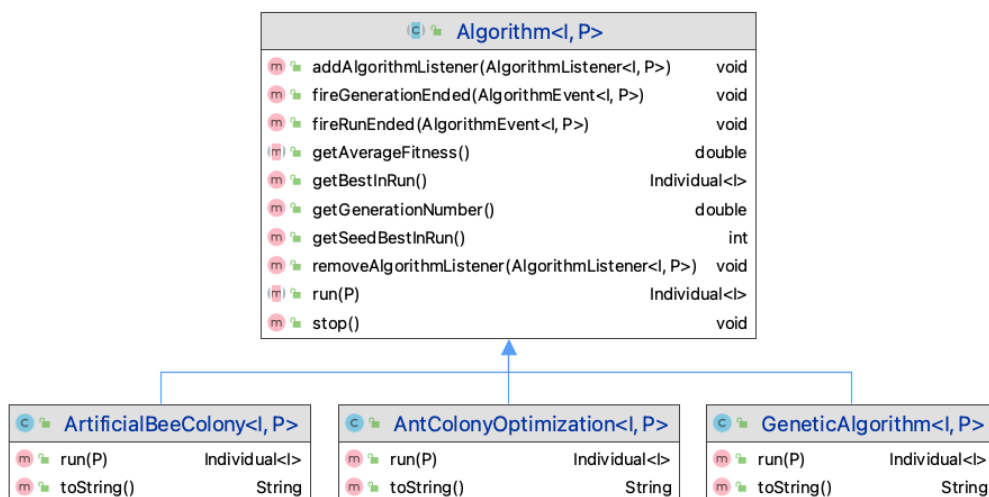 Algorithm<I, P>
addAlgorithmListener(AlgorithmListener<I, P>) void
fireGenerationEnded(AlgorithmEvent<I, P>) void
fireRunEnded(AlgorithmEvent<I, P>) void
getAverageFitness() double
getBestInRun() Individual<I>
getGenerationNumber() double
getSeedBestInRun() int
removeAlgorithmListener(AlgorithmListener<I, P>) void
run(P) Individual<I>
stop() void
ArtificialBeeColony<I, P>
run(P) Individual<I>
toString() String
AntColonyOptimization<I, P>
run(P) Individual<I>
toString() String
GeneticAlgorithm<I, P>
run(P) Individual<I>
toString() String